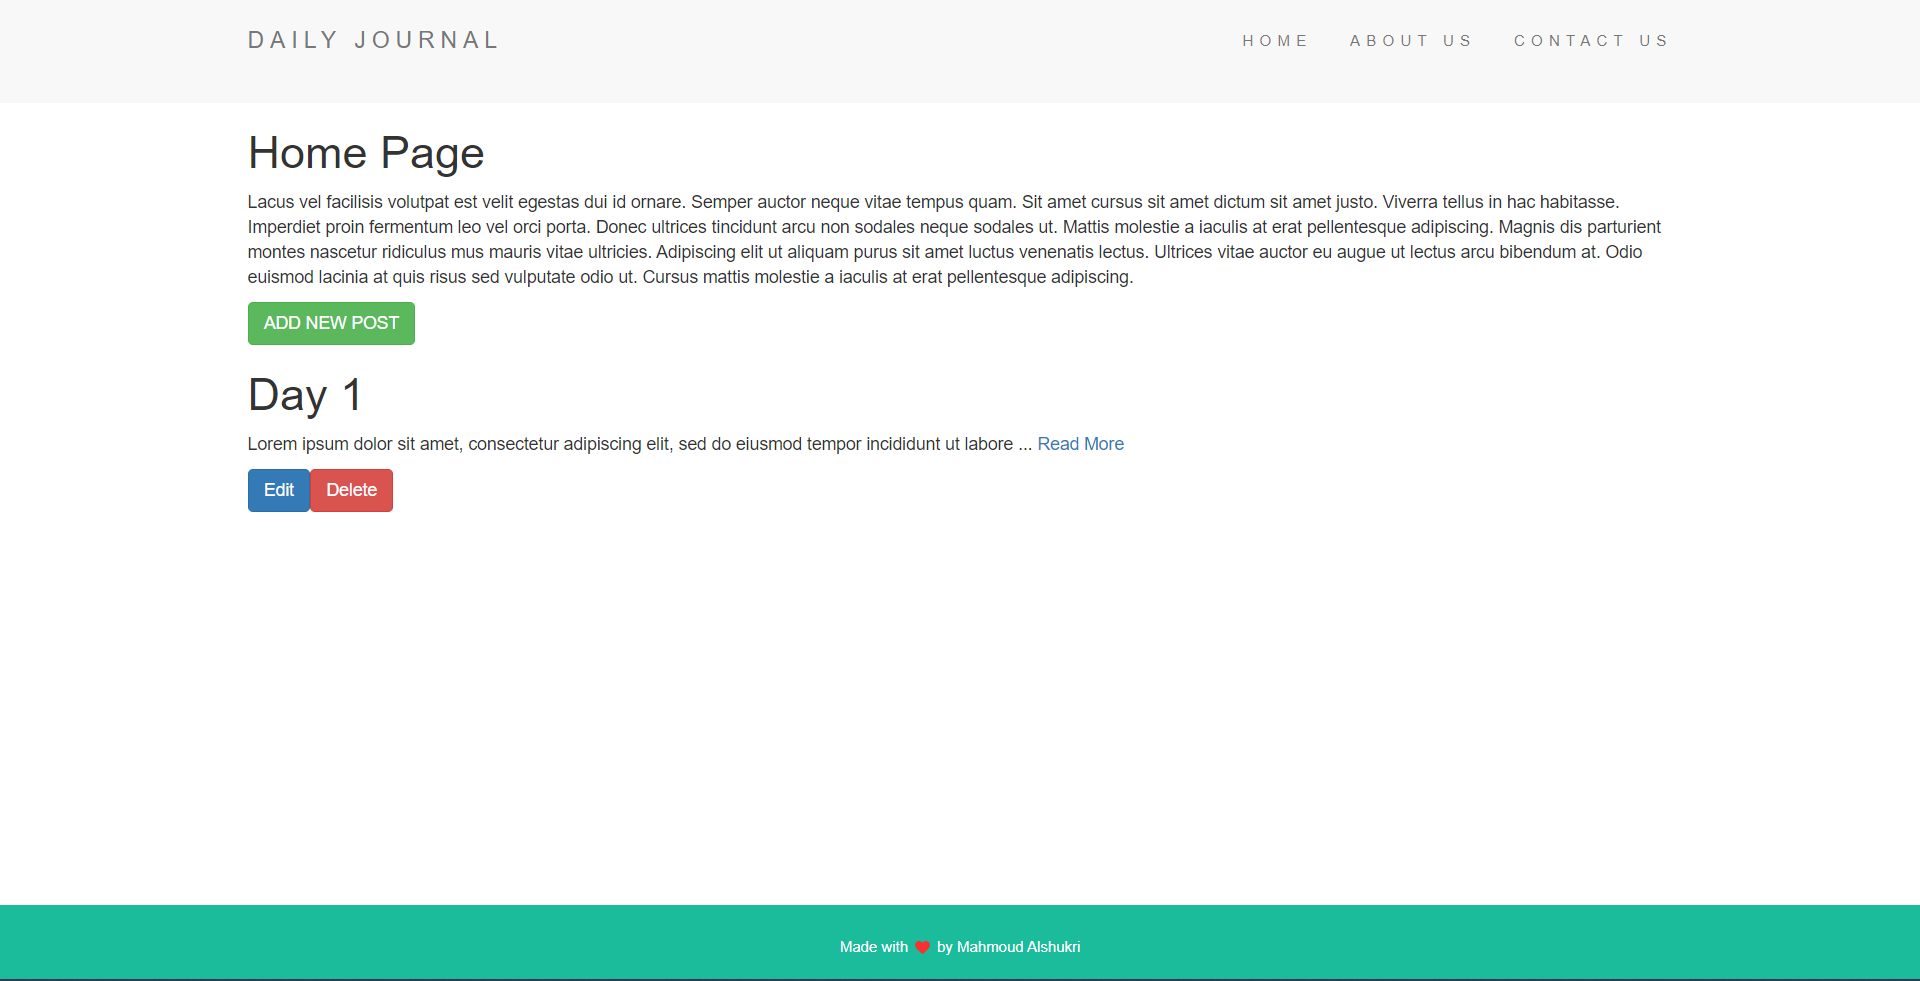 DAILY JOURNAL
HOME ABOUT US CONTACT US
Home Page
Lacus vel facilisis volutpat est velit egestas dui id ornare. Semper auctor neque vitae tempus quam. Sit amet cursus sit amet dictum sit amet justo. Viverra tellus in hac habitasse.
Imperdiet proin fermentum leo vel orci porta. Donec ultrices tincidunt arcu non sodales neque sodales ut. Mattis molestie a iaculis at erat pellentesque adipiscing. Magnis dis parturient
montes nascetur ridiculus mus mauris vitae ultricies. Adipiscing elit ut aliquam purus sit amet luctus venenatis lectus. Ultrices vitae auctor eu augue ut lectus arcu bibendum at. Odio
euismod lacinia at quis risus sed vulputate odio ut. Cursus mattis molestie a iaculis at erat pellentesque adipiscing.
ADD NEW POST
Day 1
Lorem ipsum dolor sit amet, consectetur adipiscing elit, sed do eiusmod tempor incididunt ut labore ... Read More
Edit Delete
Made with ❤ by Mahmoud Alshukri